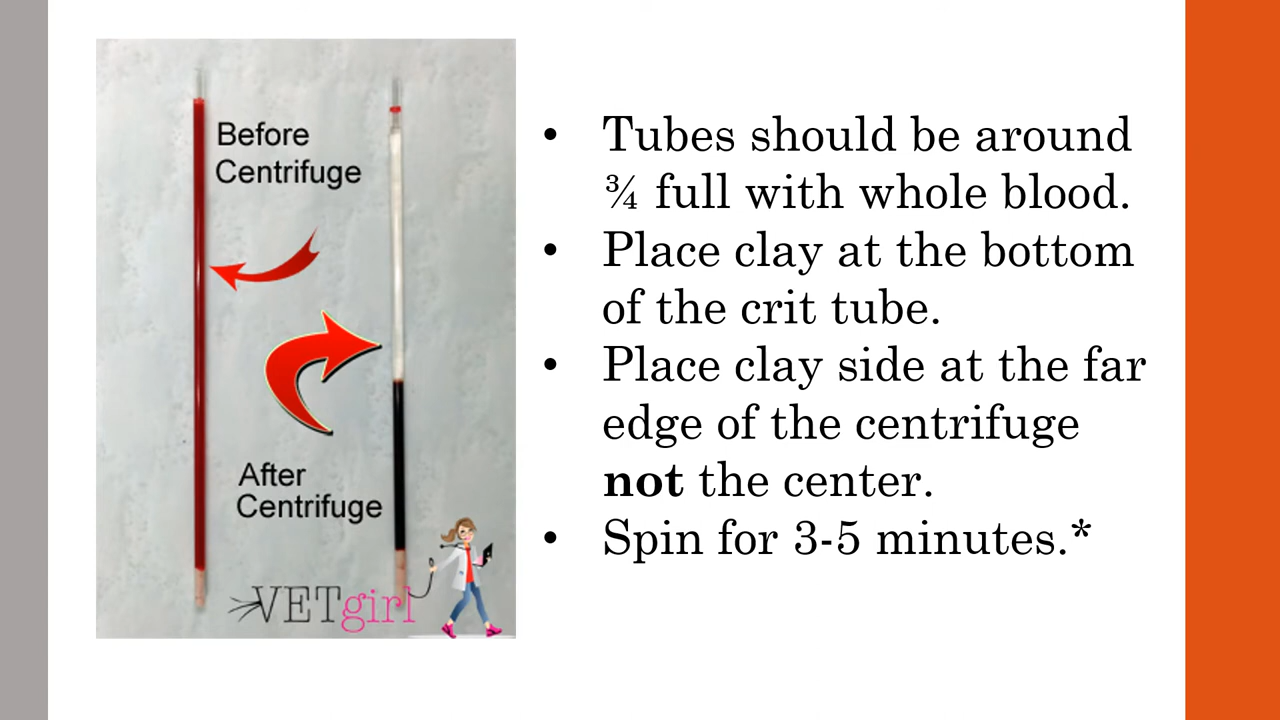 Before
Centrifuge
After
Centrifuge
VETgirl
• Tubes should be around
¾ full with whole blood.
• Place clay at the bottom
of the crit tube.
• Place clay side at the far
edge of the centrifuge
not the center.
• Spin for 3-5 minutes.*